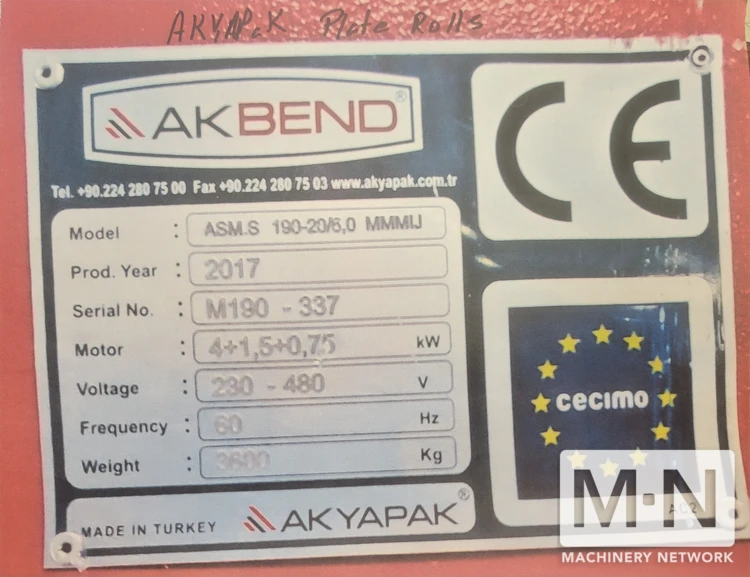 AKYAPAK Plate Rolls
AKBEND®
CE
Tel. +90.224 280 75 00 Fax +90.224 280 75 03 www.akyapak.com.tr
Model : ASM.S 190-20/6,0 MMMIJ
Prod. Year : 2017
Serial No. : M190 - 337
Motor : 4+1,5+0,75 kW
Voltage : 230 - 480 V
Frequency : 60 Hz
Weight : 3600 Kg
cecimo
MADE IN TURKEY AKYAPAK®
M·N
MACHINERY NETWORK